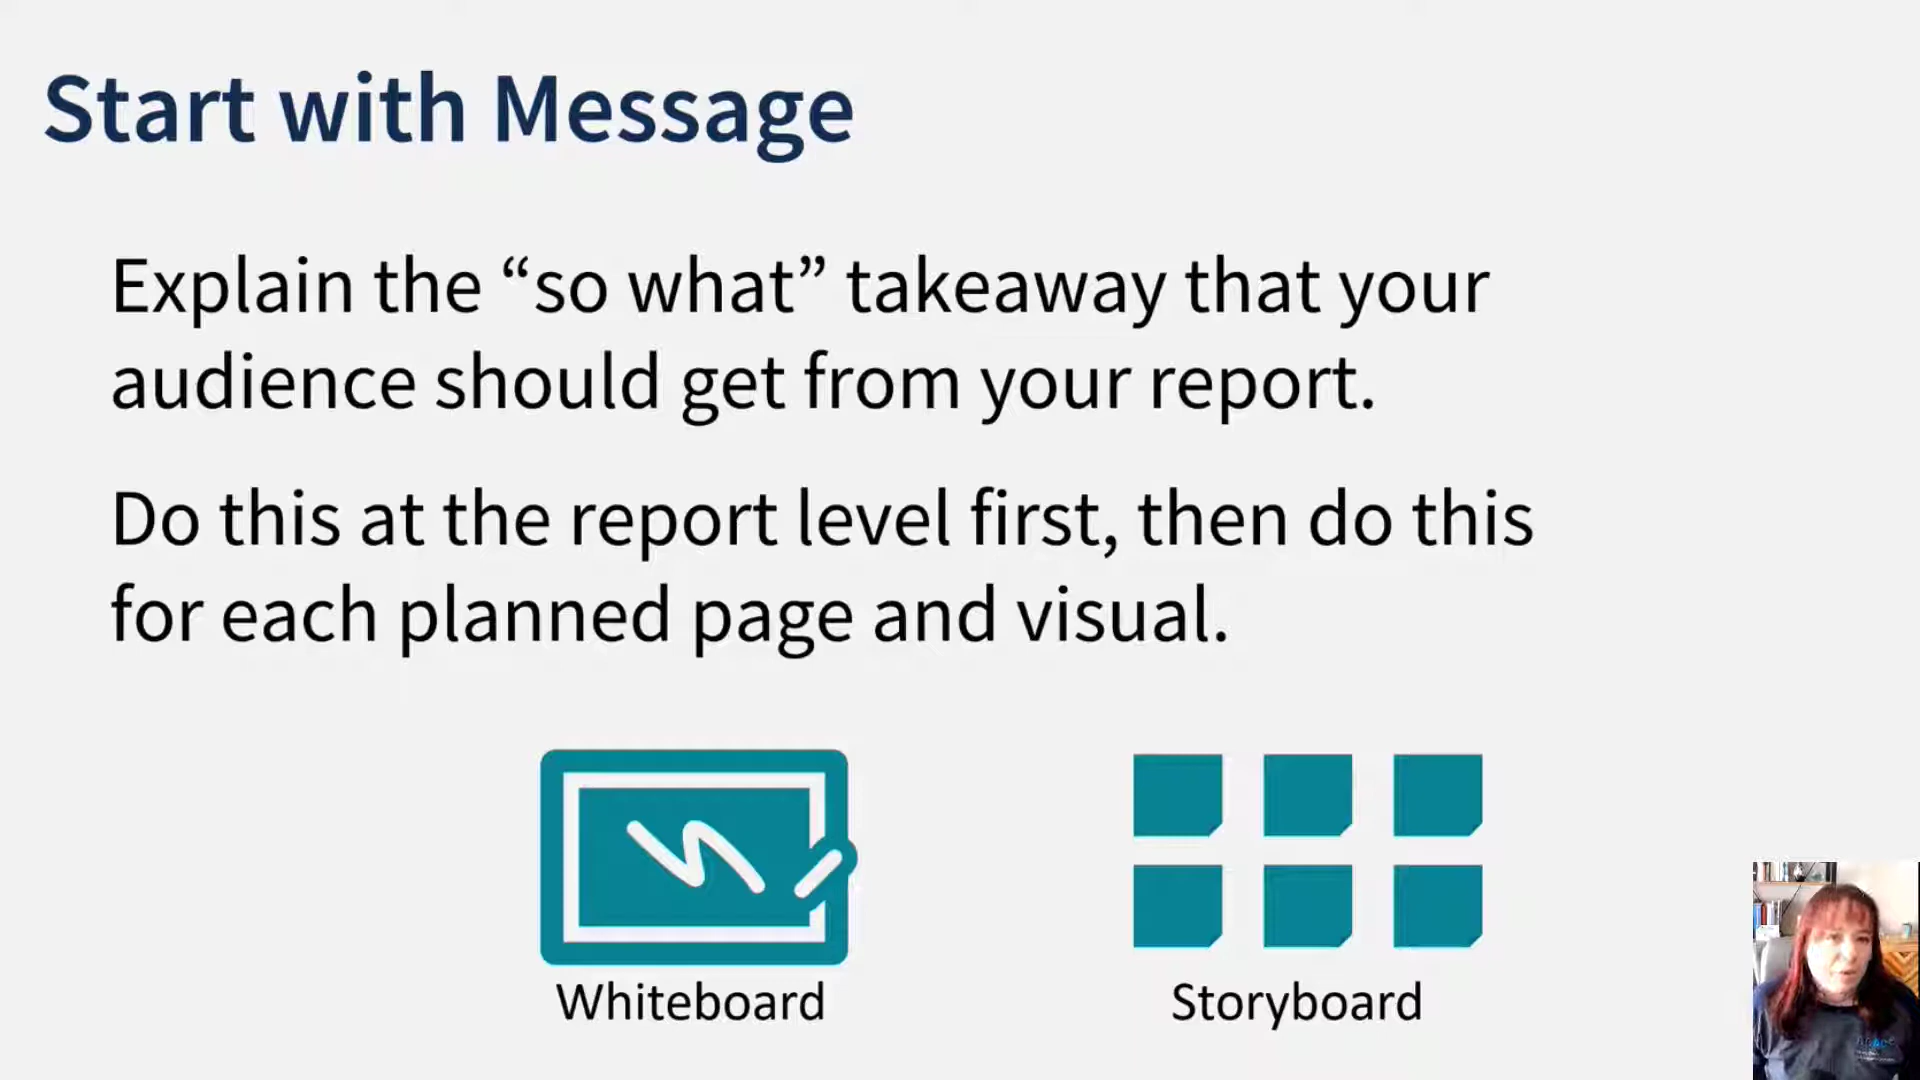 Start with Message
Explain the “so what” takeaway that your
audience should get from your report.
Do this at the report level first, then do this
for each planned page and visual.
Whiteboard
Storyboard